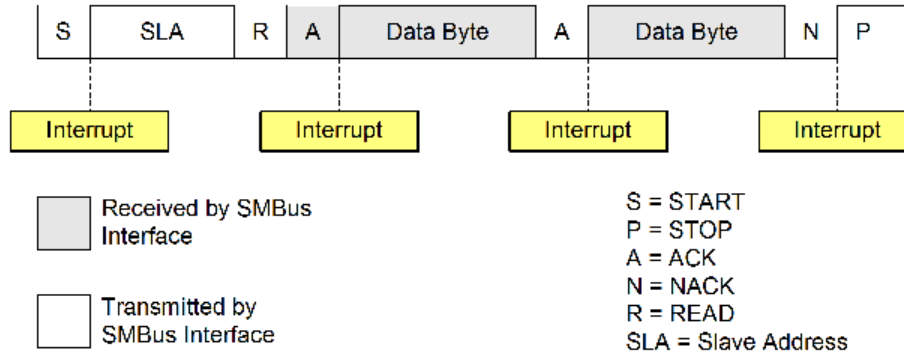 S SLA R A Data Byte A Data Byte N P
Interrupt Interrupt Interrupt Interrupt
Received by SMBus
Interface
Transmitted by
SMBus Interface
S = START
P = STOP
A = ACK
N = NACK
R = READ
SLA = Slave Address